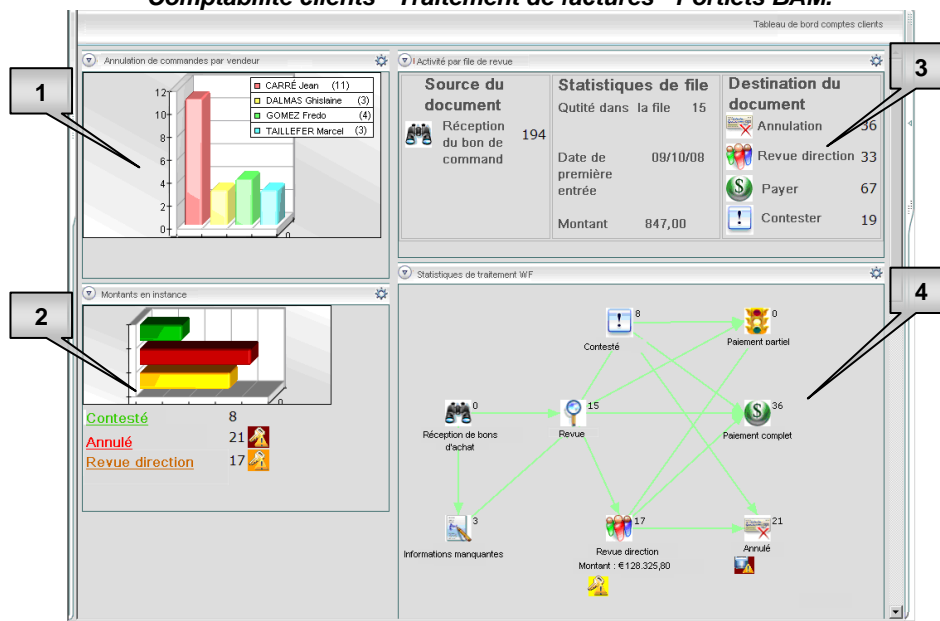 Comptabilité clients - Traitement de factures - Portlets BAM.
Tableau de bord comptes clients
1
Annulation de commandes par vendeur
CARRÉ Jean (11)
DALMAS Ghislaine (3)
GOMEZ Fredo (4)
TAILLEFER Marcel (3)
12
10
8
6
4
2
0
0
3
Activité par file de revue
Source du
document
Réception
du bon de
command
194
Statistiques de file
Qutité dans la file 15
Date de
première
entrée
09/10/08
Montant 847,00
Destination du
document
Annulation 36
Revue direction 33
Payer 67
Contester 19
2
Montants en instance
0
Contesté 8
Annulé 21
Revue direction 17
4
Statistiques de traitement WF
8
Contesté
0
Paiement partiel
0
Réception de bons
d'achat
15
Revue
36
Paiement complet
3
Informations manquantes
17
Revue direction
Montant : €128.325,80
21
Annulé